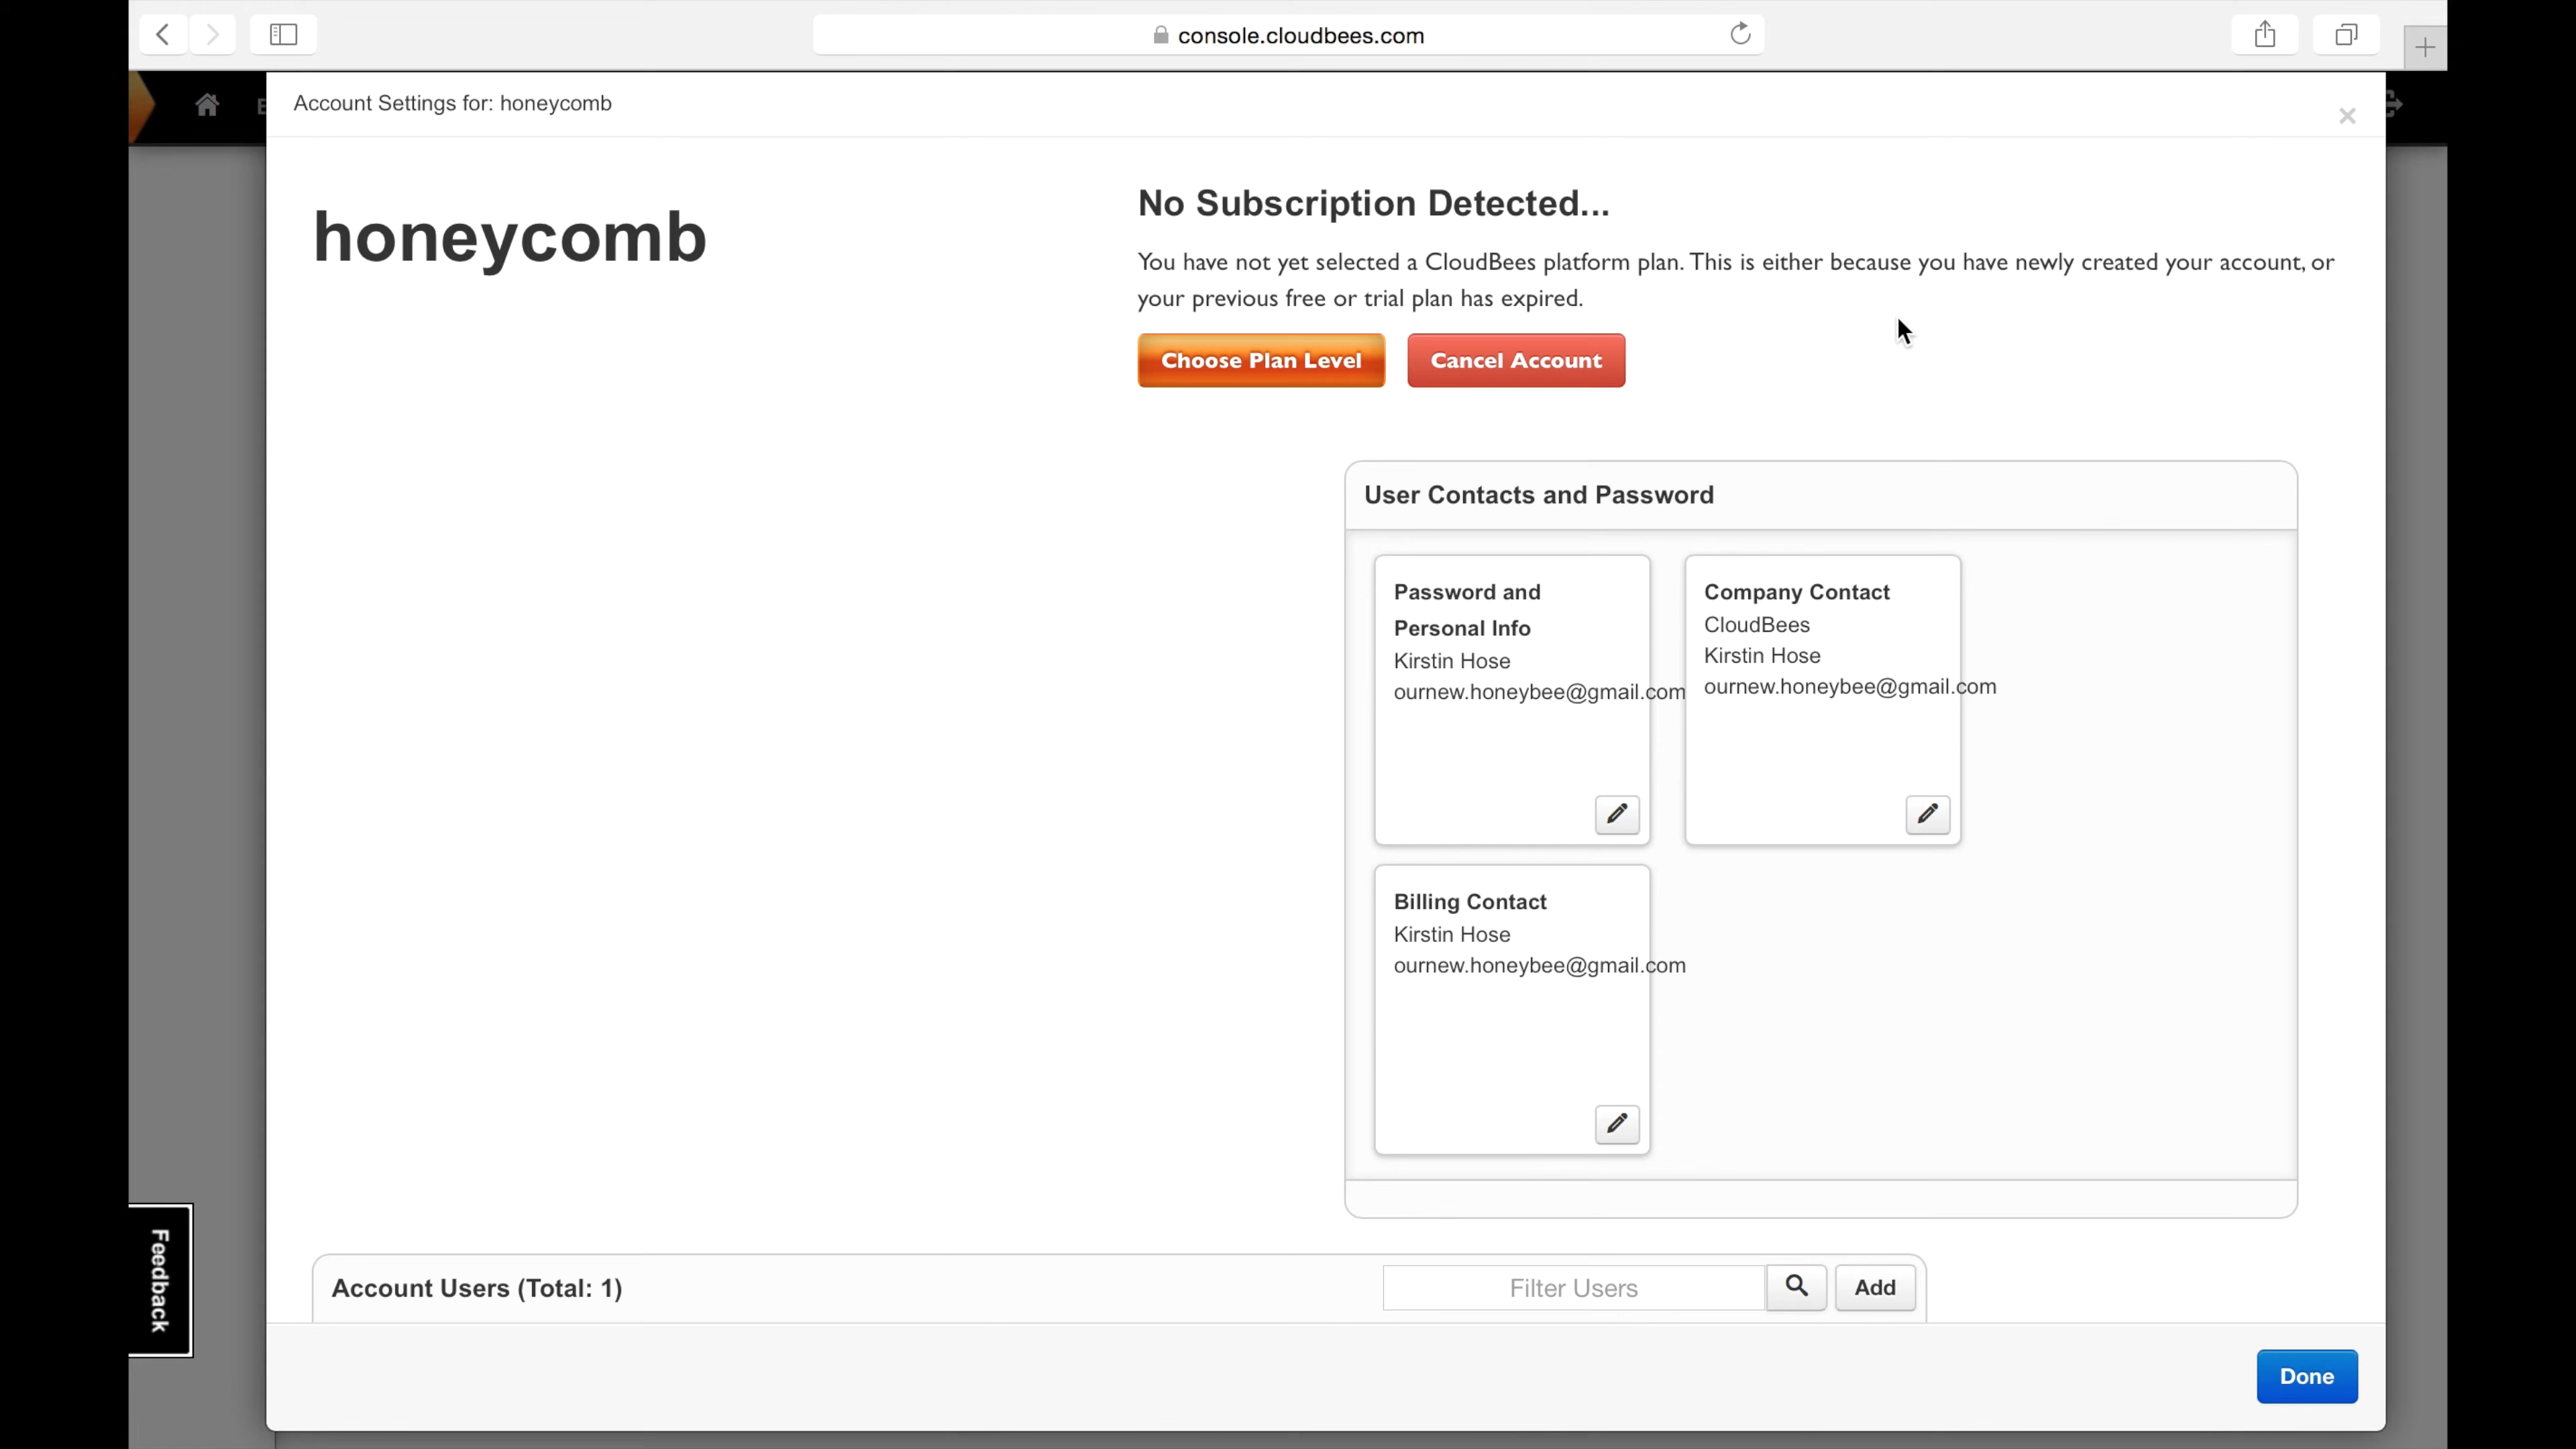 console.cloudbees.com
Account Settings for: honeycomb
honeycomb
No Subscription Detected...
You have not yet selected a CloudBees platform plan. This is either because you have newly created your account, or
your previous free or trial plan has expired.
Choose Plan Level
Cancel Account
User Contacts and Password
Password and
Personal Info
Kirstin Hose
ournew.honeybee@gmail.com
Company Contact
CloudBees
Kirstin Hose
ournew.honeybee@gmail.com
Billing Contact
Kirstin Hose
ournew.honeybee@gmail.com
Feedback
Account Users (Total: 1)
Filter Users
Add
Done